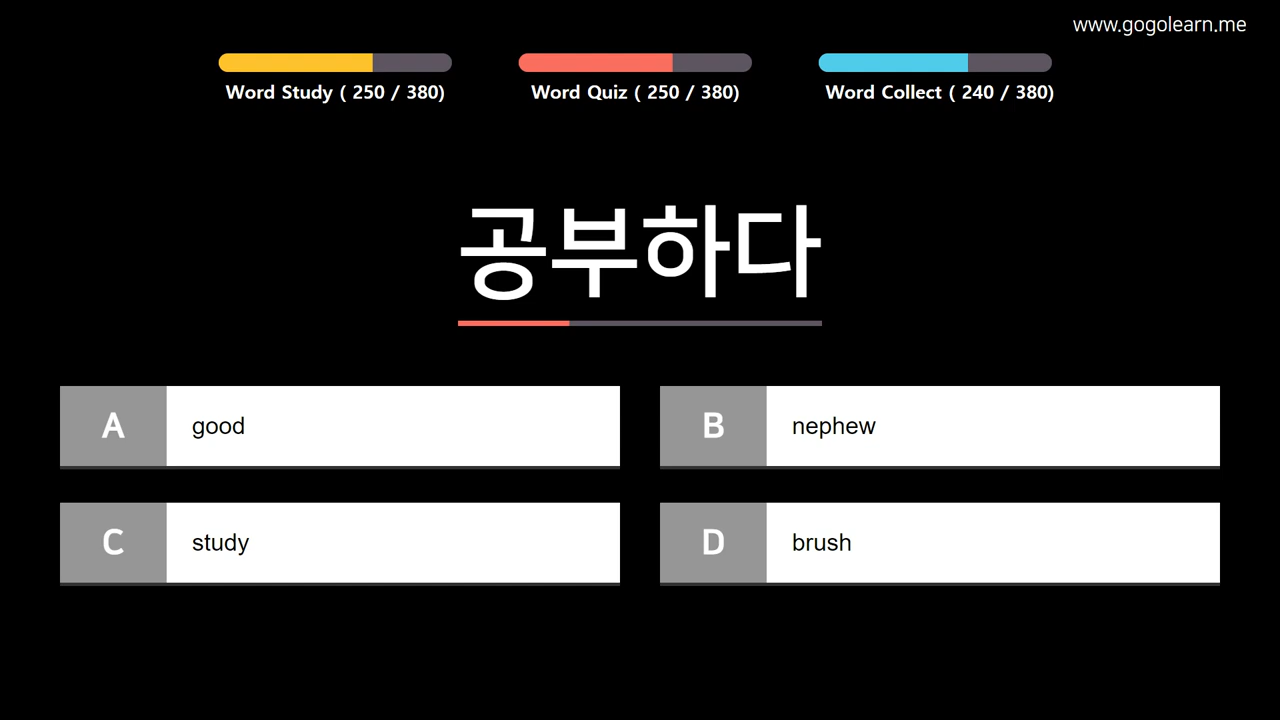 www.gogolearn.me
Word Study ( 250 / 380)
Word Quiz ( 250 / 380)
Word Collect ( 240 / 380)
공부하다
A good
B nephew
C study
D brush